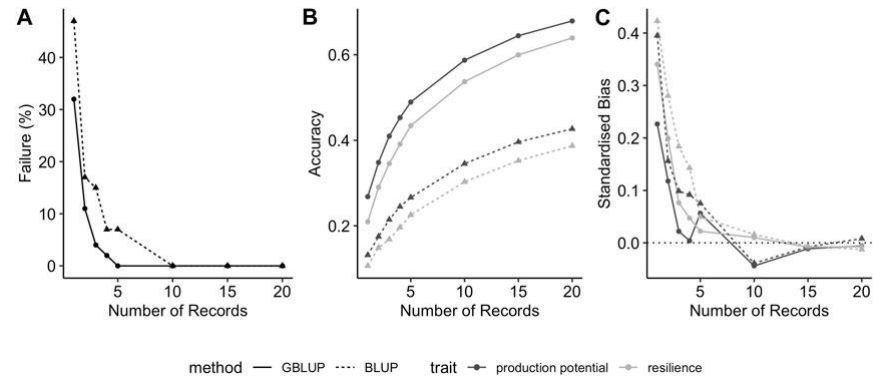 A
Failure (%)
40
30
20
10
0
5 10 15 20
Number of Records
B
Accuracy
0.6
0.4
0.2
5 10 15 20
Number of Records
C
Standardised Bias
0.4
0.3
0.2
0.1
0.0
5 10 15 20
Number of Records
method GBLUP BLUP trait production potential resilience